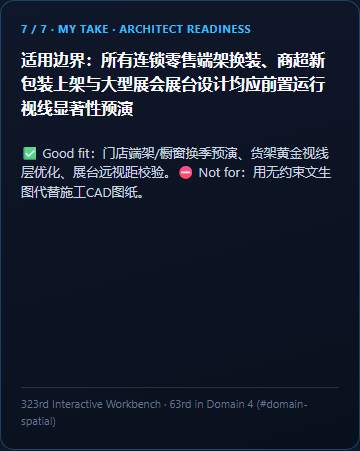 7 / 7 · MY TAKE · ARCHITECT READINESS
适用边界：所有连锁零售端架换装、商超新
包装上架与大型展会展台设计均应前置运行
视线显著性预演
✅ Good fit：门店端架/橱窗换季预演、货架黄金视线
层优化、展台远视距校验。⛔ Not for：用无约束文生
图代替施工CAD图纸。
323rd Interactive Workbench · 63rd in Domain 4 (#domain-
spatial)